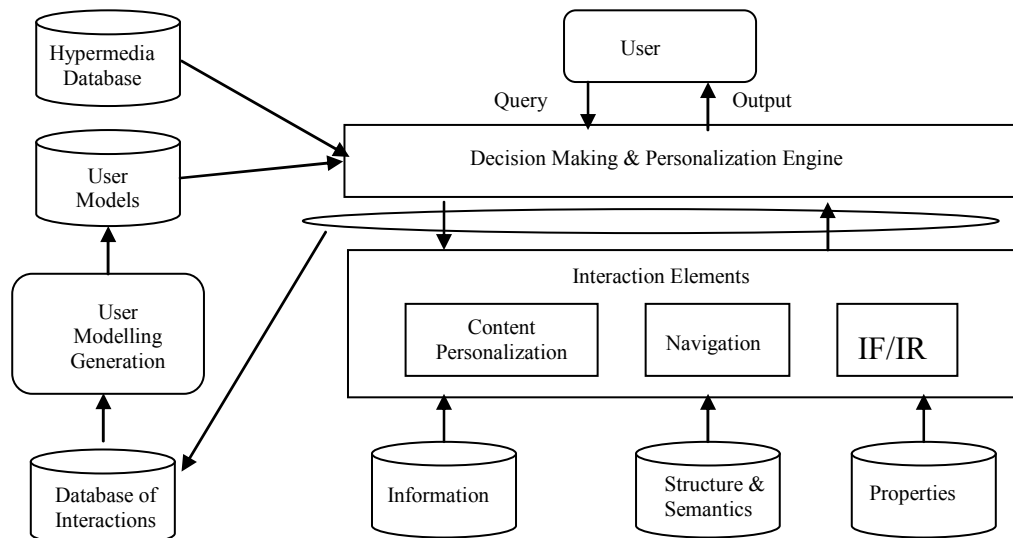 Hypermedia
Database
User
Query
Output
Decision Making & Personalization Engine
User
Models
Interaction Elements
User
Modelling
Generation
Content
Personalization
Navigation
IF/IR
Database of
Interactions
Information
Structure &
Semantics
Properties